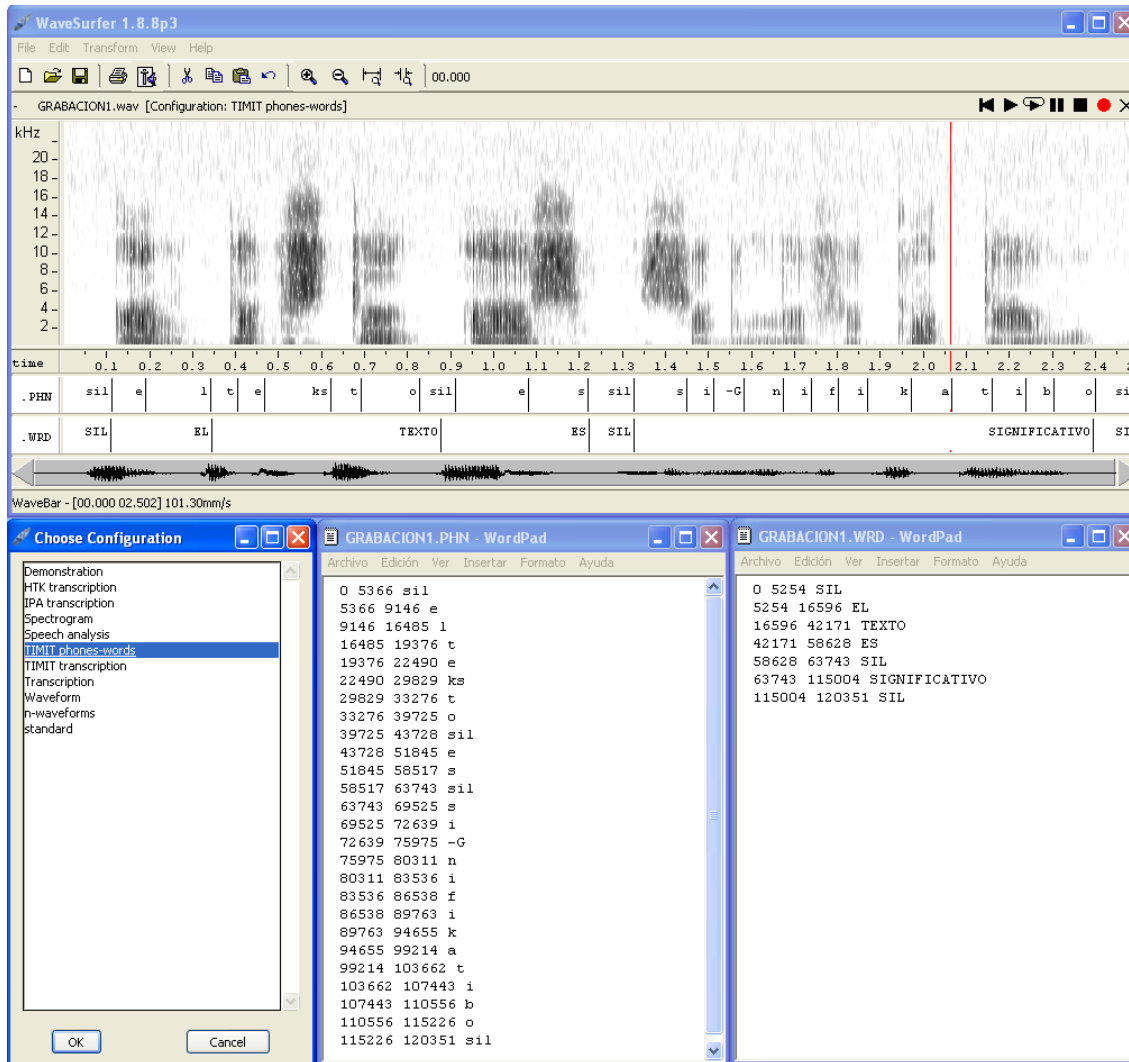 WaveSurfer 1.8.8p3
File Edit Transform View Help
00.000
- GRABACION1.wav [Configuration: TIMIT phones-words]
kHz
20
18
16
14
12
10
8
6
4
2
time 0.1 0.2 0.3 0.4 0.5 0.6 0.7 0.8 0.9 1.0 1.1 1.2 1.3 1.4 1.5 1.6 1.7 1.8 1.9 2.0 2.1 2.2 2.3 2.4
.PHN sil e l t e ks t o sil e s sil s i -G n i f i k a t i b o si
.WRD SIL EL TEXTO ES SIL SIGNIFICATIVO SI
WaveBar - [00.000 02.502] 101.30mm/s
Choose Configuration
Demonstration
HTK transcription
IPA transcription
Spectrogram
Speech analysis
TIMIT phones-words
TIMIT transcription
Transcription
Waveform
n-waveforms
standard
OK Cancel
GRABACION1.PHN - WordPad
Archivo Edición Ver Insertar Formato Ayuda
0 5366 sil
5366 9146 e
9146 16485 l
16485 19376 t
19376 22490 e
22490 29829 ks
29829 33276 t
33276 39725 o
39725 43728 sil
43728 51845 e
51845 58517 s
58517 63743 sil
63743 69525 s
69525 72639 i
72639 75975 -G
75975 80311 n
80311 83536 i
83536 86538 f
86538 89763 i
89763 94655 k
94655 99214 a
99214 103662 t
103662 107443 i
107443 110556 b
110556 115226 o
115226 120351 sil
GRABACION1.WRD - WordPad
Archivo Edición Ver Insertar Formato Ayuda
0 5254 SIL
5254 16596 EL
16596 42171 TEXTO
42171 58628 ES
58628 63743 SIL
63743 115004 SIGNIFICATIVO
115004 120351 SIL